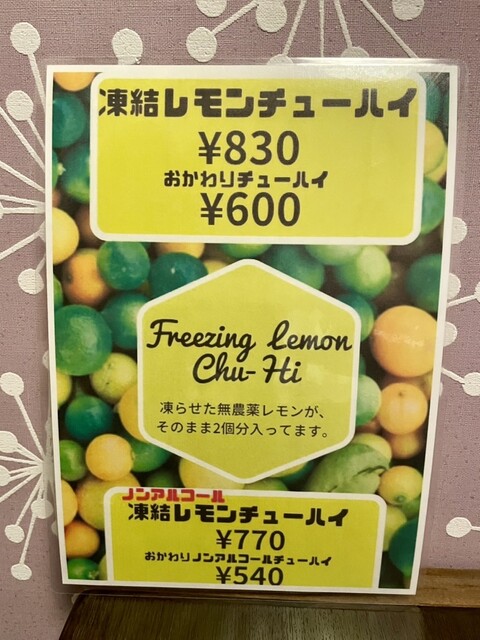 凍結レモンチューハイ
¥830
おかわりチューハイ
¥600
Freezing Lemon
Chu-Hi
凍らせた無農薬レモンが、
そのまま2個分入ってます。
ノンアルコール
凍結レモンチューハイ
¥770
おかわりノンアルコールチューハイ
¥540